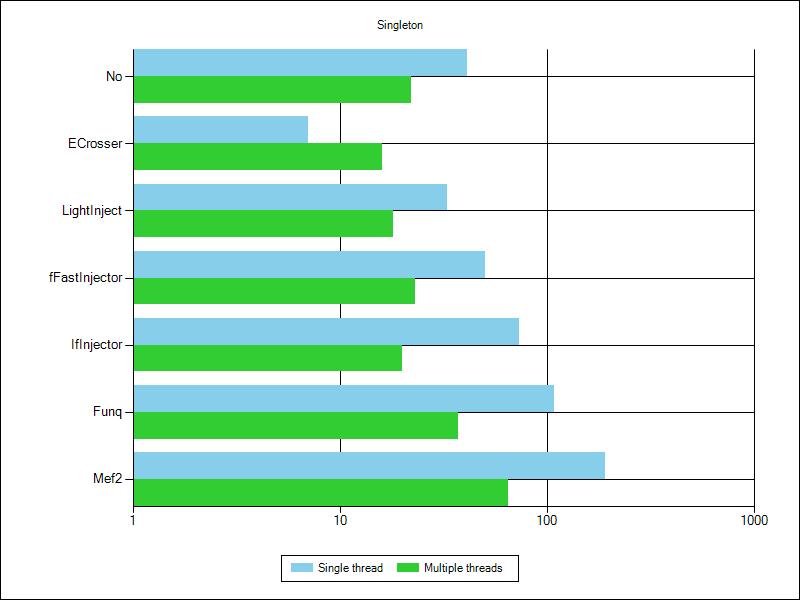 Singleton
No
ECrosser
LightInject
fFastInjector
IfInjector
Funq
Mef2
1 10 100 1000
Single thread Multiple threads